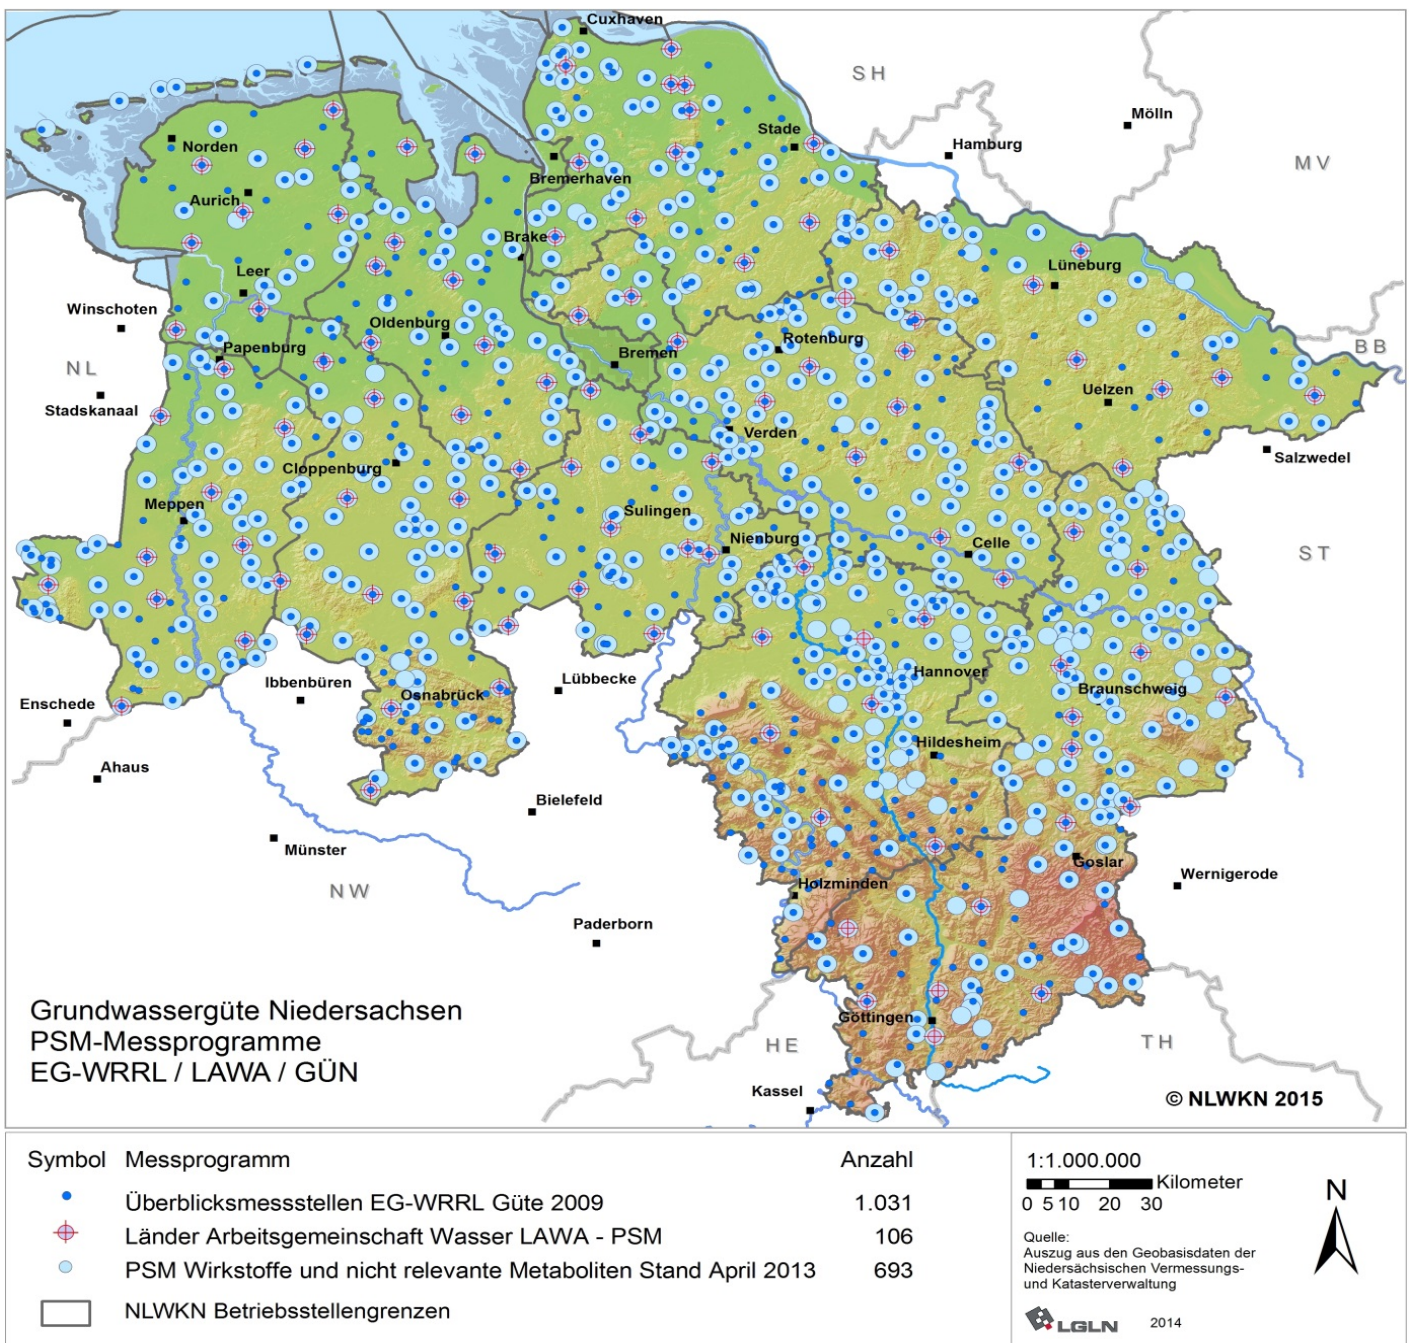 Cuxhaven
SH
Mölln
Stade
Hamburg
Norden
MV
Bremerhaven
Aurich
Brake
Lüneburg
Leer
Winschoten
Oldenburg
Rotenburg
BB
Papenburg
Bremen
NL
Uelzen
Stadskanaal
Verden
Salzwedel
Cloppenburg
Meppen
Sulingen
Nienburg
Celle
ST
Hannover
Lübbecke
Ibbenbüren
Osnabrück
Braunschweig
Enschede
Hildesheim
Ahaus
Bielefeld
Münster
Goslar
Wernigerode
NW
Holzminden
Paderborn
Grundwassergüte Niedersachsen
PSM-Messprogramme
EG-WRRL / LAWA / GÜN
Göttingen
HE
TH
Kassel
© NLWKN 2015
Symbol Messprogramm Anzahl
Überblicksmessstellen EG-WRRL Güte 2009 1.031
Länder Arbeitsgemeinschaft Wasser LAWA - PSM 106
PSM Wirkstoffe und nicht relevante Metaboliten Stand April 2013 693
NLWKN Betriebsstellengrenzen
1:1.000.000
Kilometer
0 5 10 20 30
N
Quelle:
Auszug aus den Geobasisdaten der
Niedersächsischen Vermessungs-
und Katasterverwaltung
LGLN 2014